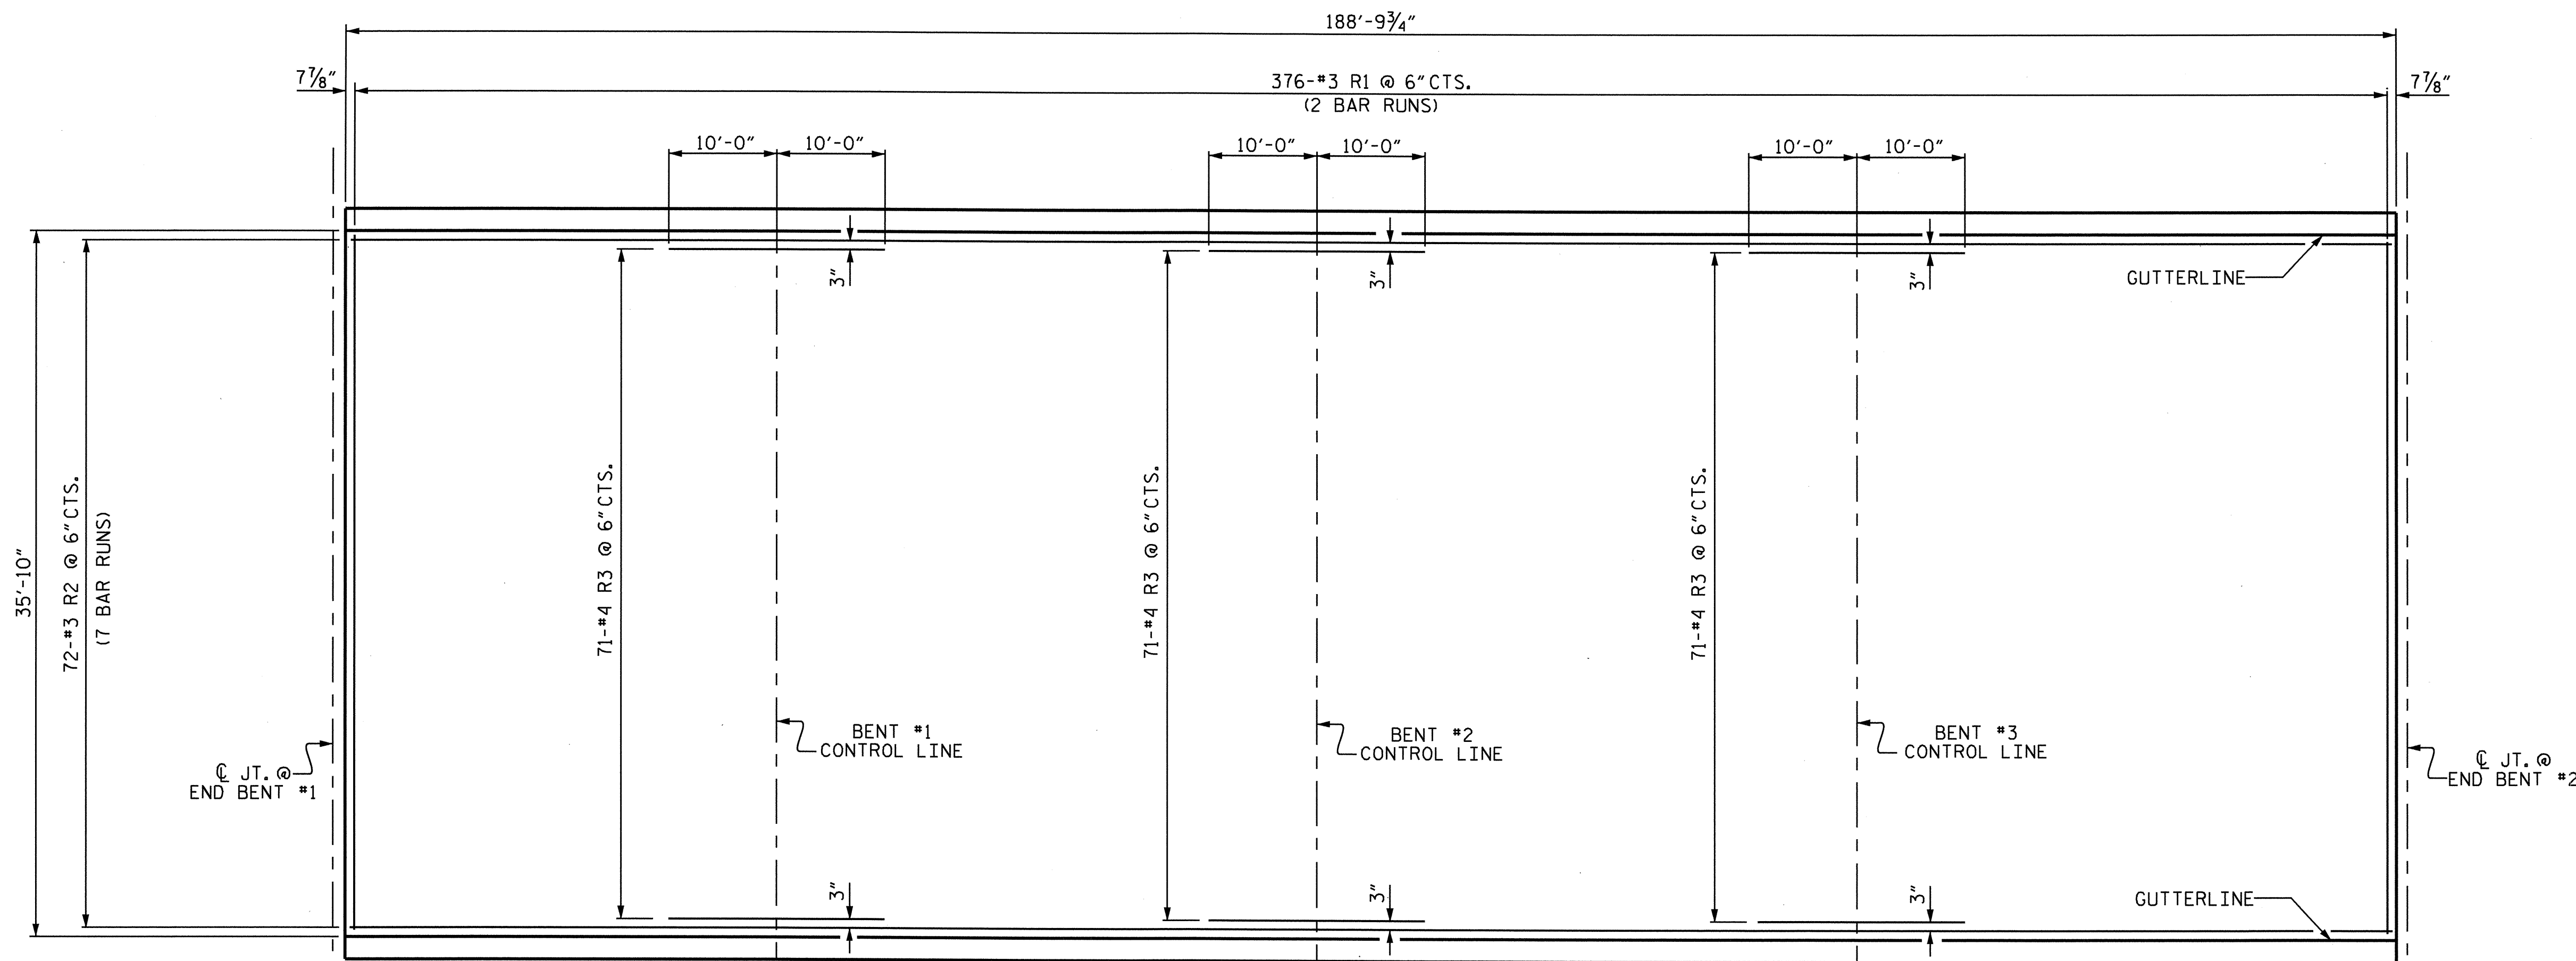 188'-9¾"
7⅞"
376-#3 R1 @ 6"CTS.
(2 BAR RUNS)
7⅞"
10'-0"
10'-0"
10'-0"
10'-0"
10'-0"
10'-0"
3"
3"
3"
GUTTERLINE
35'-10"
72-#3 R2 @ 6"CTS.
(7 BAR RUNS)
71-#4 R3 @ 6"CTS.
71-#4 R3 @ 6"CTS.
71-#4 R3 @ 6"CTS.
BENT #1
CONTROL LINE
BENT #2
CONTROL LINE
BENT #3
CONTROL LINE
℄ JT. @
END BENT #1
℄ JT. @
END BENT #2
3"
3"
3"
GUTTERLINE